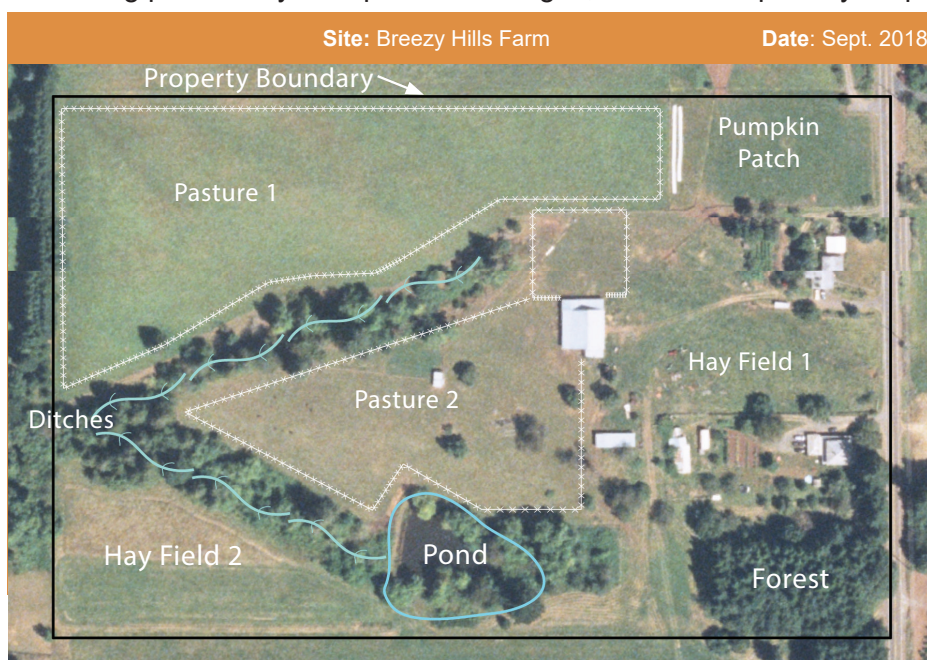 Site: Breezy Hills Farm
Date: Sept. 2018
Property Boundary
Pumpkin
Patch
Pasture 1
Hay Field 1
Pasture 2
Ditches
Hay Field 2
Pond
Forest